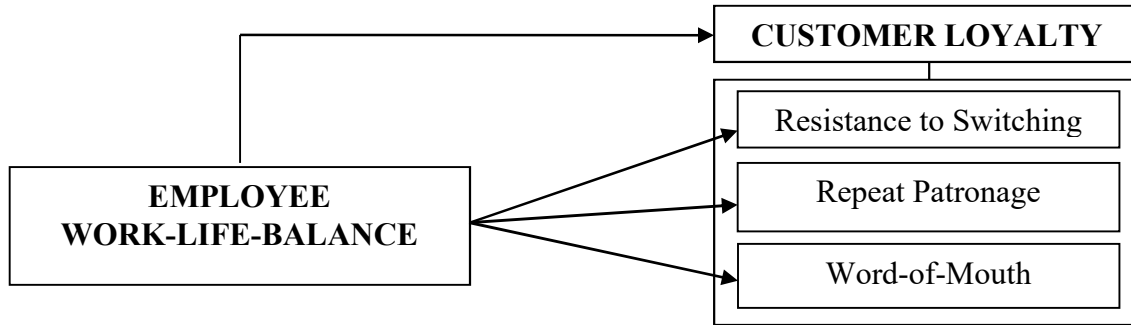 CUSTOMER LOYALTY
Resistance to Switching
Repeat Patronage
Word-of-Mouth
EMPLOYEE
WORK-LIFE-BALANCE